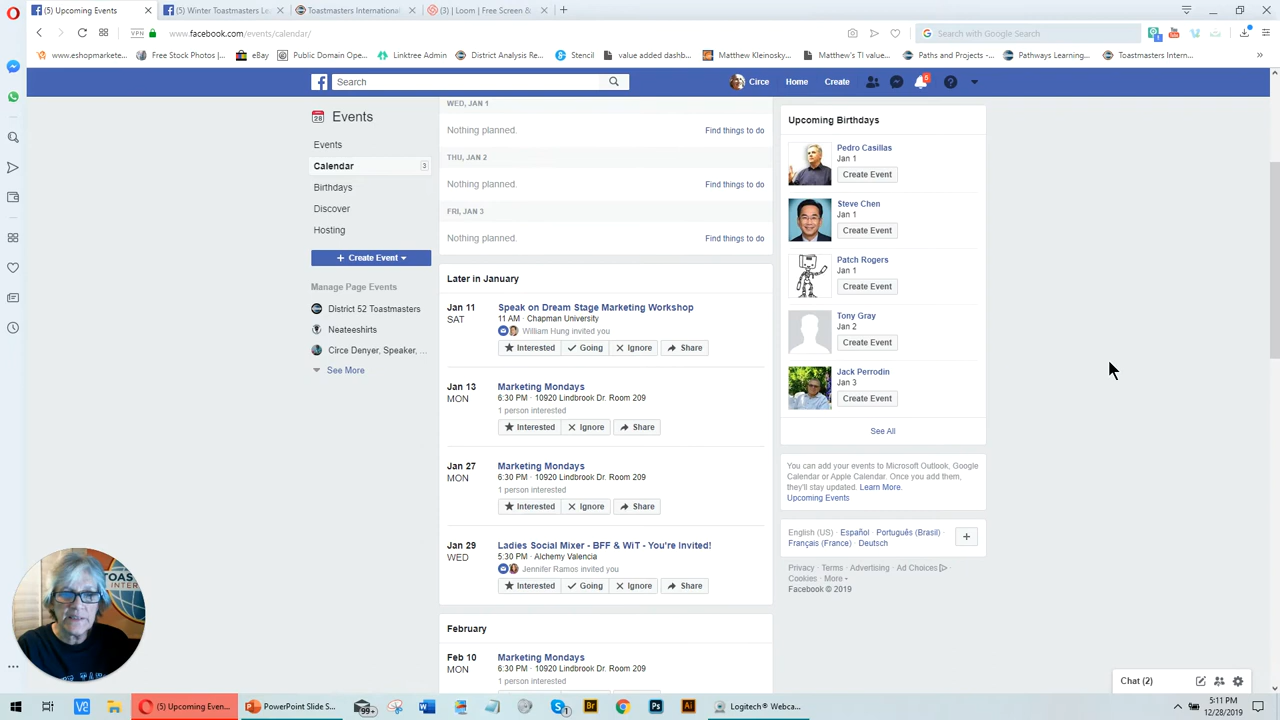 (5) Upcoming Events
(5) Winter Toastmasters Le
Toastmasters International
(3) | Loom | Free Screen &
VPN
www.facebook.com/events/calendar/
Search with Google Search
www.eshopmarkete...
Free Stock Photos |...
eBay
Public Domain Ope...
Linktree Admin
District Analysis Re...
Stencil
value added dashbo...
Matthew Kleinosky...
Matthew's TI value...
Paths and Projects -...
Pathways Learning...
Toastmasters Intern...
Search
Circe
Home
Create
6
28 Events
Events
Calendar 3
Birthdays
Discover
Hosting
+ Create Event
Manage Page Events
District 52 Toastmasters
Neateeshirts
Circe Denyer, Speaker, ...
See More
WED, JAN 1
Nothing planned. Find things to do
THU, JAN 2
Nothing planned. Find things to do
FRI, JAN 3
Nothing planned. Find things to do
Later in January
Jan 11 Speak on Dream Stage Marketing Workshop
SAT 11 AM · Chapman University
William Hung invited you
Interested Going Ignore Share
Jan 13 Marketing Mondays
MON 6:30 PM · 10920 Lindbrook Dr. Room 209
1 person interested
Interested Ignore Share
Jan 27 Marketing Mondays
MON 6:30 PM · 10920 Lindbrook Dr. Room 209
1 person interested
Interested Ignore Share
Jan 29 Ladies Social Mixer - BFF & WiT - You're Invited!
WED 5:30 PM · Alchemy Valencia
Jennifer Ramos invited you
Interested Going Ignore Share
February
Feb 10 Marketing Mondays
MON 6:30 PM · 10920 Lindbrook Dr. Room 209
1 person interested
Upcoming Birthdays
Pedro Casillas
Jan 1
Create Event
Steve Chen
Jan 1
Create Event
Patch Rogers
Jan 1
Create Event
Tony Gray
Jan 2
Create Event
Jack Perrodin
Jan 3
Create Event
See All
You can add your events to Microsoft Outlook, Google
Calendar or Apple Calendar. Once you add them,
they'll stay updated. Learn More.
Upcoming Events
English (US) · Español · Português (Brasil) ·
Français (France) · Deutsch
Privacy · Terms · Advertising · Ad Choices ·
Cookies · More
Facebook © 2019
Chat (2)
(5) Upcoming Even...
PowerPoint Slide S...
99+
Logitech® Webca...
5:11 PM
12/28/2019